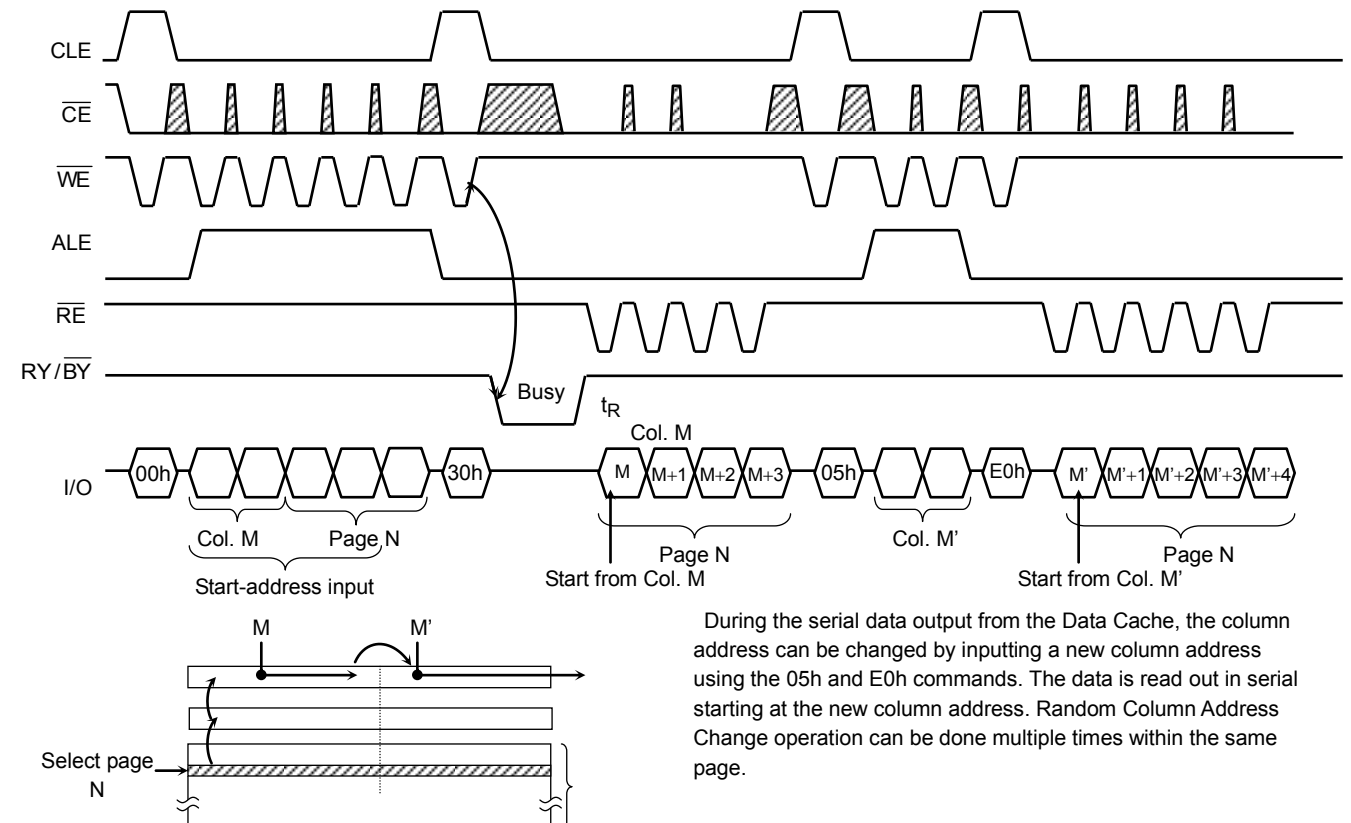 CLE
CE
WE
ALE
RE
RY/BY
Busy
tR
Col. M
I/O
00h
30h
M
M+1
M+2
M+3
05h
E0h
M'
M'+1
M'+2
M'+3
M'+4
Col. M
Page N
Start-address input
Page N
Start from Col. M
Col. M’
Page N
Start from Col. M’
M
M’
Select page
N
During the serial data output from the Data Cache, the column
address can be changed by inputting a new column address
using the 05h and E0h commands. The data is read out in serial
starting at the new column address. Random Column Address
Change operation can be done multiple times within the same
page.